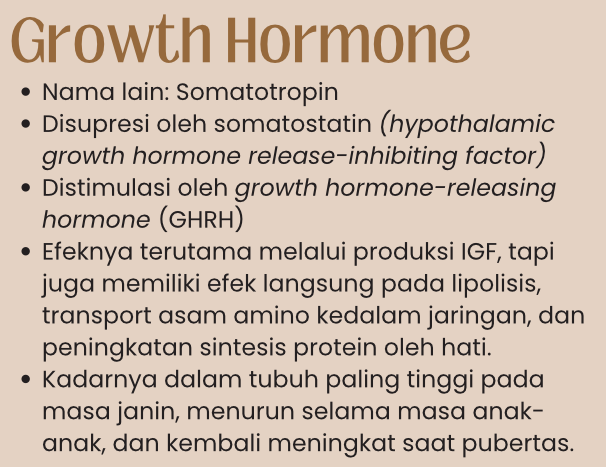 Growth Hormone
• Nama lain: Somatotropin
• Disupresi oleh somatostatin (hypothalamic
growth hormone release-inhibiting factor)
• Distimulasi oleh growth hormone-releasing
hormone (GHRH)
• Efeknya terutama melalui produksi IGF, tapi
juga memiliki efek langsung pada lipolisis,
transport asam amino kedalam jaringan, dan
peningkatan sintesis protein oleh hati.
• Kadarnya dalam tubuh paling tinggi pada
masa janin, menurun selama masa anak-
anak, dan kembali meningkat saat pubertas.